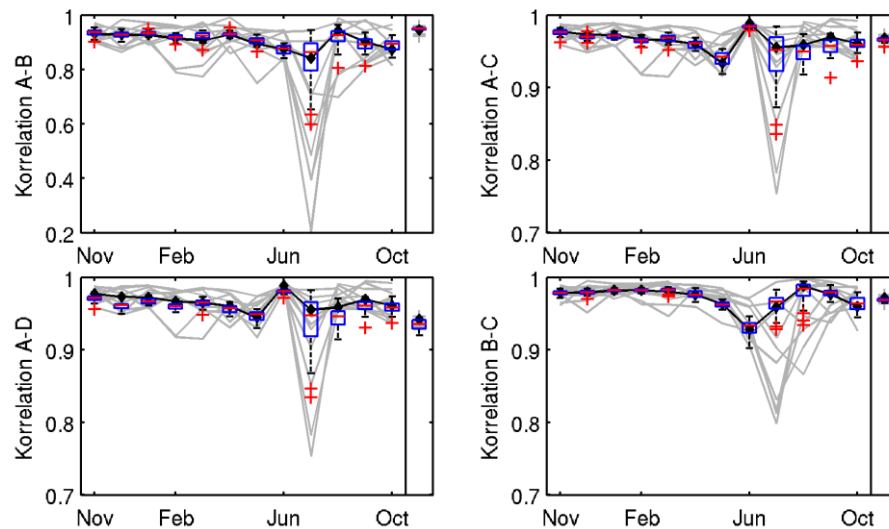 Korrelation A-B
1
0.8
0.6
0.4
0.2
Nov Feb Jun Oct
Korrelation A-C
1
0.9
0.8
0.7
Nov Feb Jun Oct
Korrelation A-D
1
0.9
0.8
0.7
Nov Feb Jun Oct
Korrelation B-C
1
0.9
0.8
0.7
Nov Feb Jun Oct